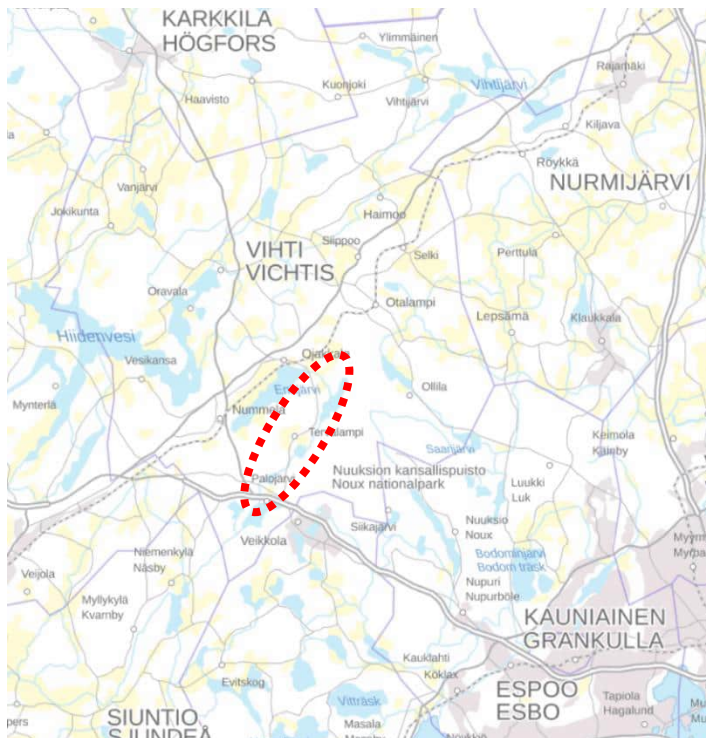 KARKKILA
HÖGFORS
Ylimmäinen
Rajamäki
Kuonjoki
Haavisto
Vihtijärvi
Vihtijärvi
Kiljava
Röykkä
Vanjärvi
NURMIJÄRVI
Jokikunta
Haimoo
Siippoo
VIHTI
VICHTIS
Selki
Perttula
Oravala
Otalampi
Lepsämä
Klaukkala
Hiidenvesi
Vesikansa
Ojakkala
Ollila
Enäjärvi
Mynterlä
Nummela
Tervalampi
Keimola
Käinby
Saarijärvi
Nuuksion kansallispuisto
Noux nationalpark
Palojärvi
Luukki
Luk
Siikajärvi
Nuuksio
Noux
Veikkola
Niemenkylä
Näsby
Bodominjärvi
Bodom träsk
Veijola
Myllykylä
Kvarnby
Nupuri
Nupurböle
KAUNIAINEN
GRANKULLA
Kauklahti
Köklax
Evitskog
ESPOO
ESBO
Tapiola
Hagalund
Vitträsk
SIUNTIO
SJUNDEÅ
Masala